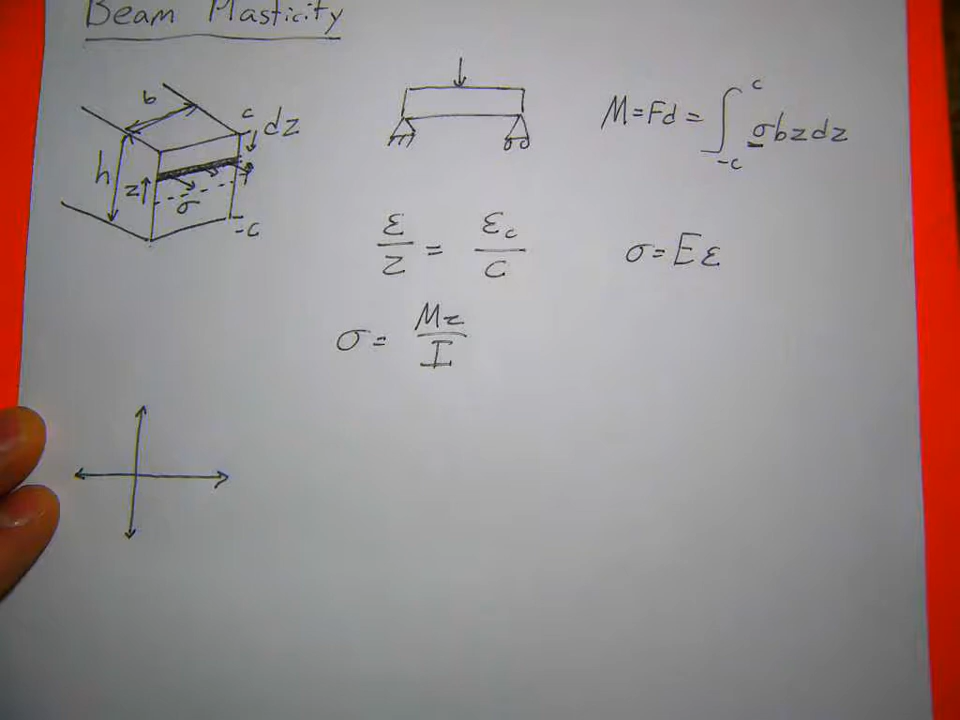 Beam Plasticity
b
c
dz
h
z
σ
-c
M=Fd=∫_{-c}^{c} σbzdz
ε/z = ε_c/c
σ=Eε
σ= Mz/I